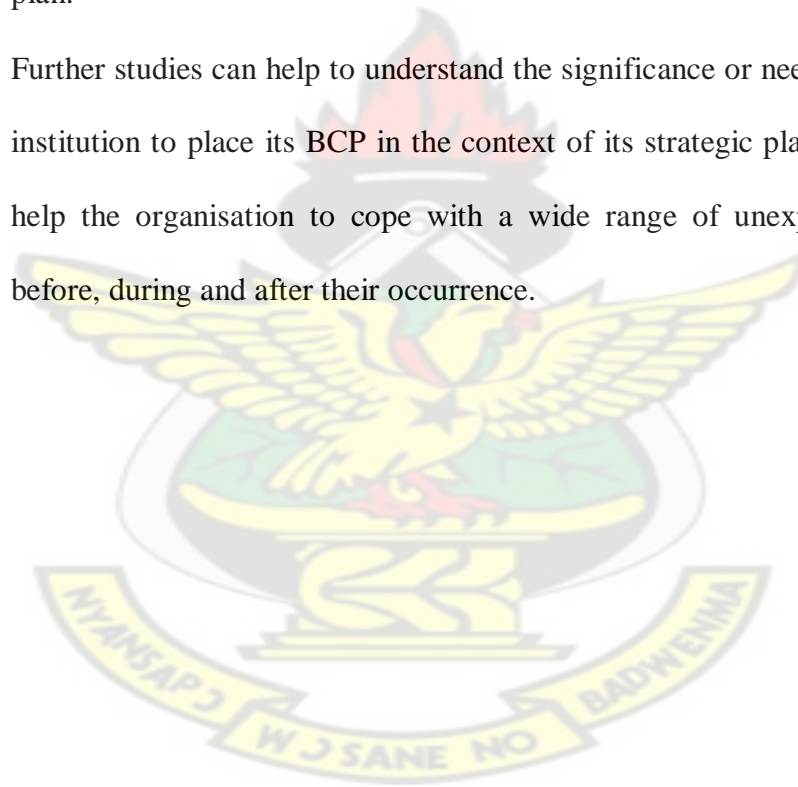 plan.
Further studies can help to understand the significance or nee
institution to place its BCP in the context of its strategic pla
help the organisation to cope with a wide range of unex
before, during and after their occurrence.
NYANSAPƆ WƆSANE NO BADWENMA